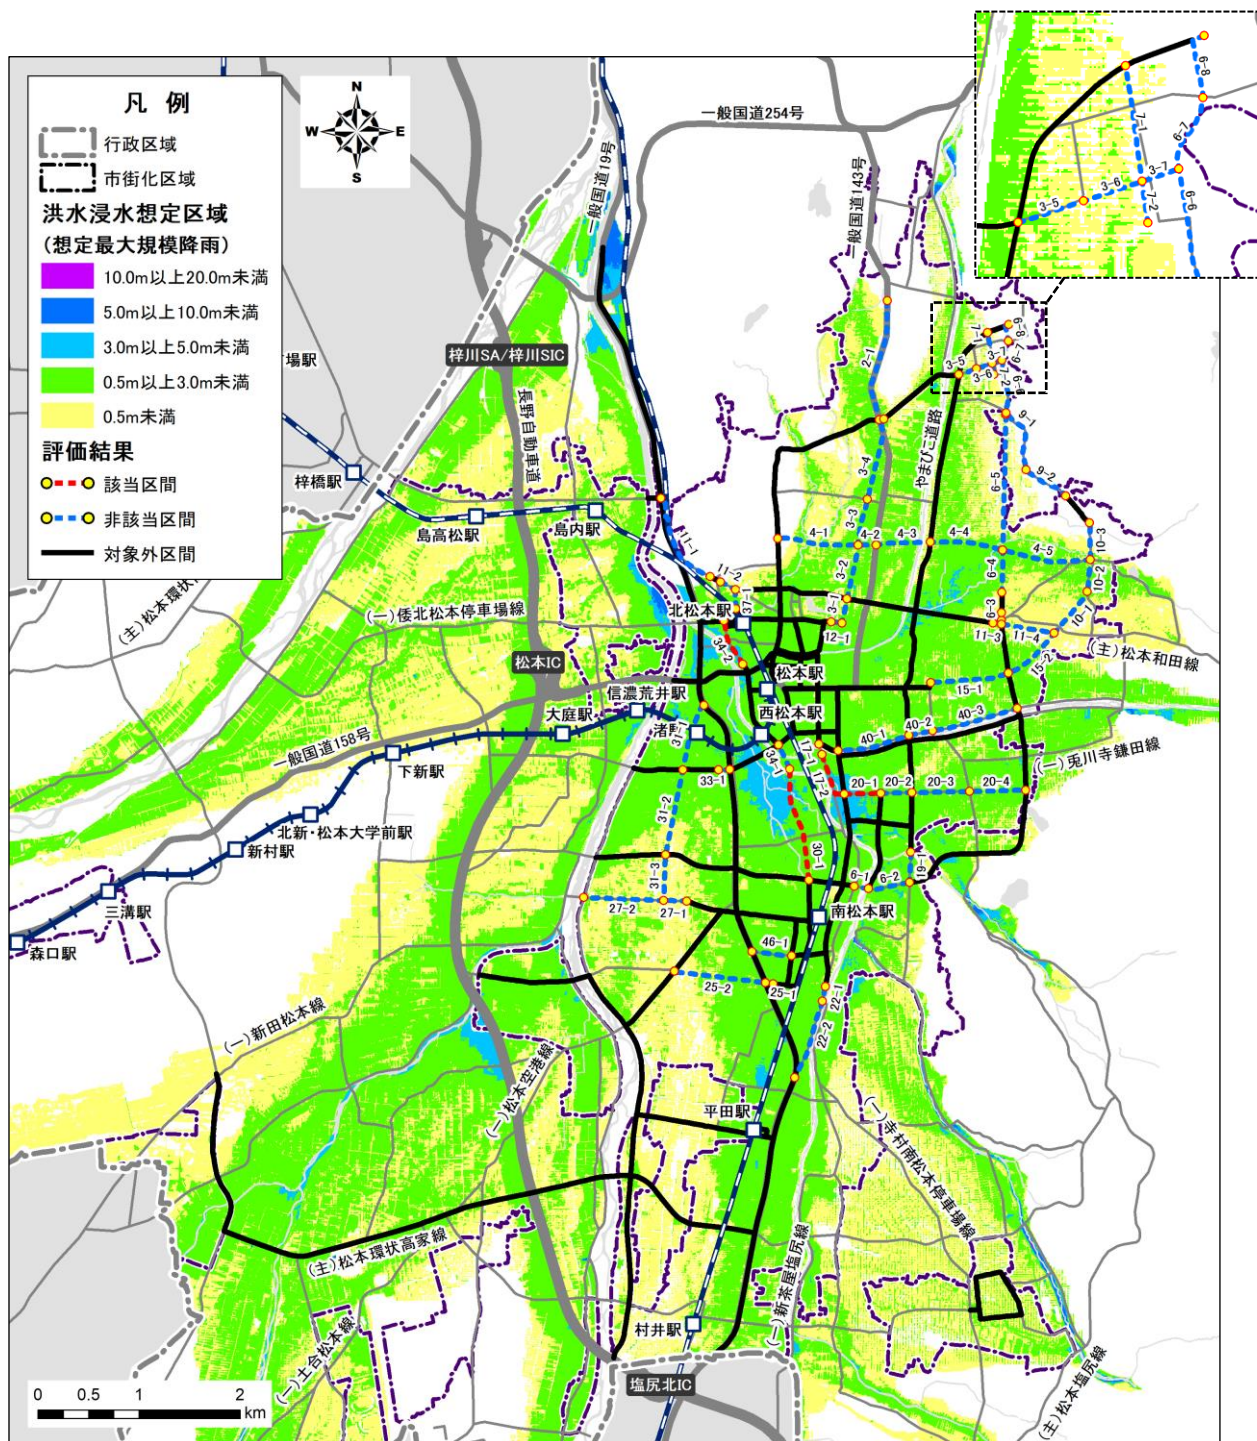 凡 例
行政区域
市街化区域
洪水浸水想定区域
(想定最大規模降雨)
10.0m以上20.0m未満
5.0m以上10.0m未満
3.0m以上5.0m未満
0.5m以上3.0m未満
0.5m未満
評価結果
該当区間
非該当区間
対象外区間
N
W E
S
一般国道254号
一般国道19号
一般国道143号
6-8
7-1
6-7
3-7
3-6
3-5
7-2
6-6
場駅
梓川SA/梓川SIC
長野自動車道
2-1
7-1
6-8
3-5
3-7
6-7
3-6
7-2
6-6
やまびこ道路
9-1
9-2
梓橋駅
島高松駅
島内駅
3-4
3-3
6-5
11-1
4-1
4-2
4-3
4-4
4-5
10-3
10-2
3-2
11-2
6-4
(主)松本環状
(一)倭北松本停車場線
北松本駅
37-1
3-1
12-1
6-3
11-3
11-4
10-1
(主)松本和田線
34-2
松本IC
松本駅
15-2
15-1
信濃荒井駅
大庭駅
渚
西松本駅
31-1
一般国道158号
下新駅
34-1
17-1
17-2
40-1
40-2
40-3
(一)兎川寺鎌田線
33-1
20-1
20-2
20-3
20-4
31-2
北新・松本大学前駅
新村駅
30-1
31-3
19-1
三溝駅
6-1
6-2
27-2
27-1
南松本駅
森口駅
46-1
25-2
25-1
22-1
22-2
(一)新田松本線
(一)松本空港線
平田駅
(一)寺村南松本停車場線
(主)松本環状高家線
(一)新茶屋塩尻線
(一)土合松本線
村井駅
塩尻北IC
(主)松本塩尻線
0 0.5 1 2
km